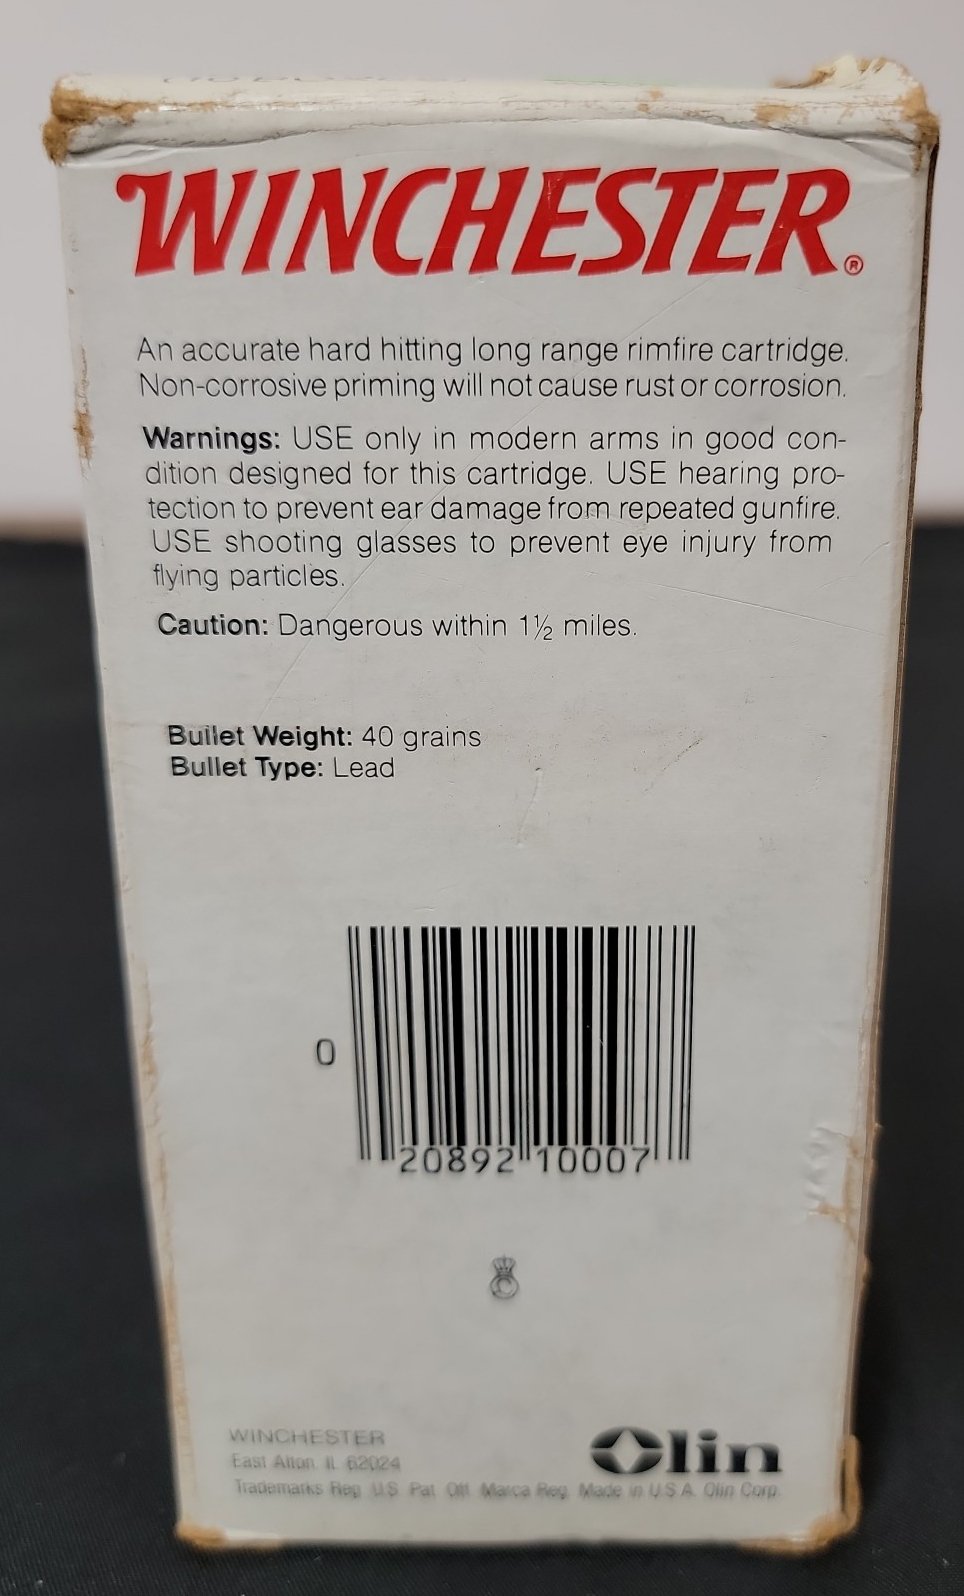 WINCHESTER®
An accurate hard hitting long range rimfire cartridge.
Non-corrosive priming will not cause rust or corrosion.
Warnings: USE only in modern arms in good con-
dition designed for this cartridge. USE hearing pro-
tection to prevent ear damage from repeated gunfire.
USE shooting glasses to prevent eye injury from
flying particles.
Caution: Dangerous within 1½ miles.
Bullet Weight: 40 grains
Bullet Type: Lead
0 20892 10007
WINCHESTER
East Alton, IL 62024
Olin
Trademarks Reg. U.S. Pat. Off. Marca Reg. Made in U.S.A. Olin Corp.